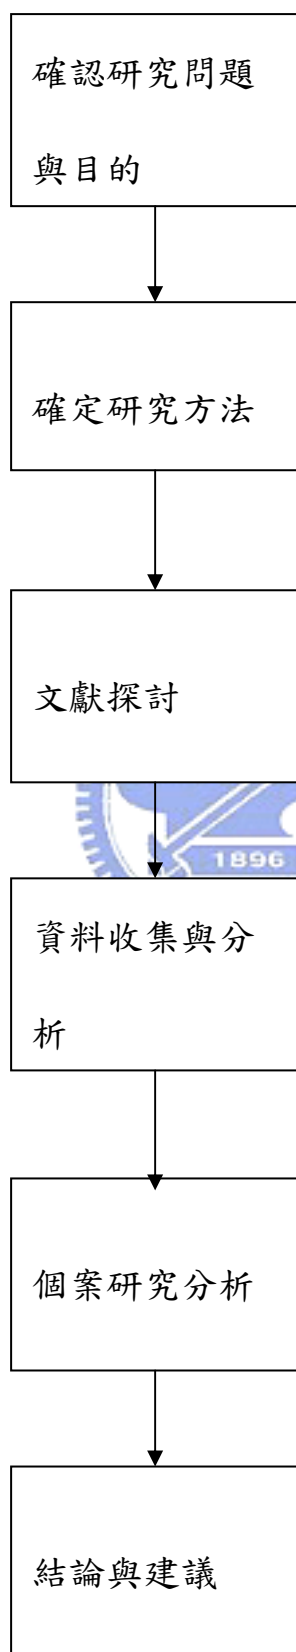 確認研究問題
與目的
確定研究方法
文獻探討
1896
資料收集與分
析
個案研究分析
結論與建議